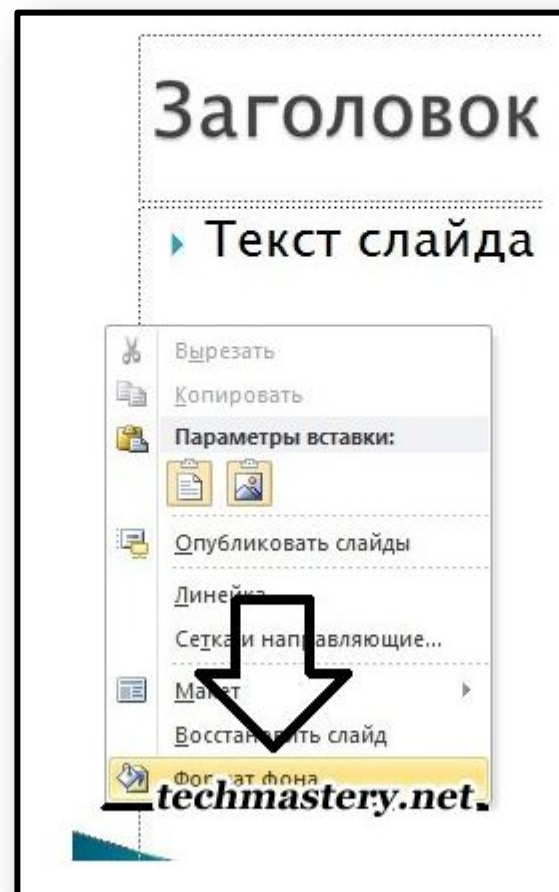 Заголовок
Текст слайда
Вырезать
Копировать
Параметры вставки:
Опубликовать слайды
Линейка
Сетка и направляющие...
Макет
Восстановить слайд
Формат фона
techmastery.net